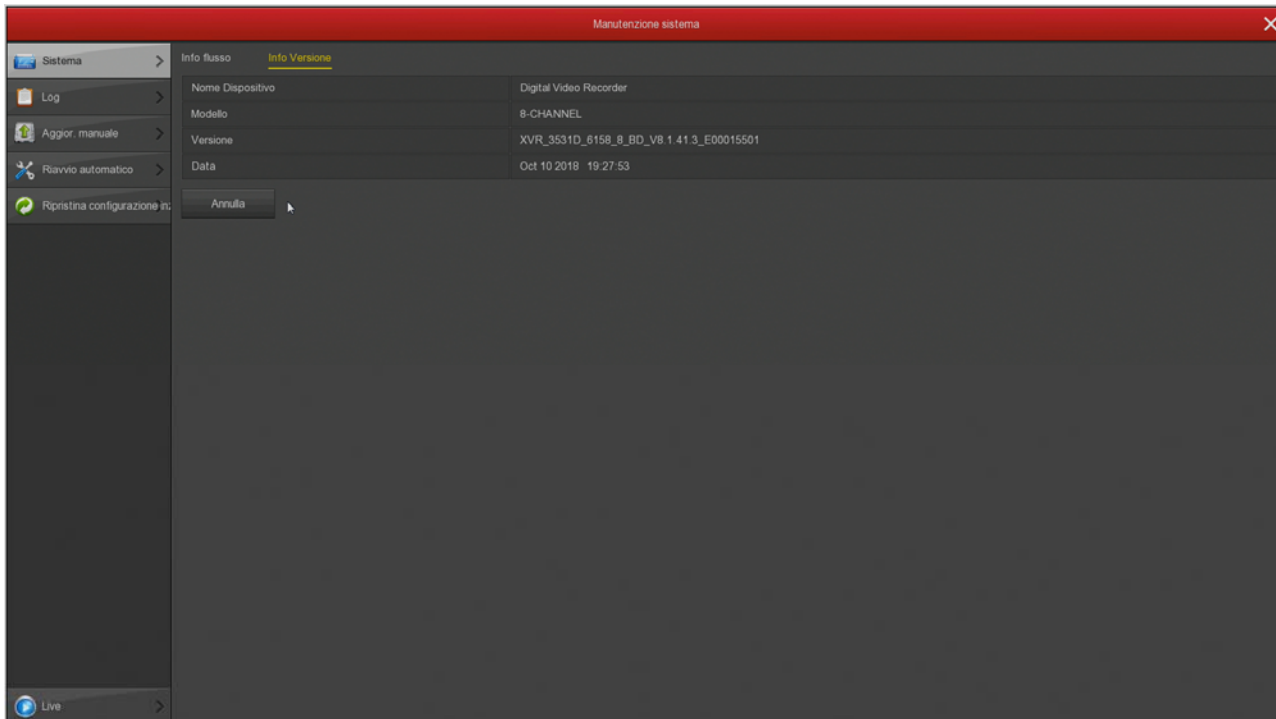 Manutenzione sistema
Sistema
Log
Aggior. manuale
Riavvio automatico
Ripristina configurazione
Live
Info flusso Info Versione
Nome Dispositivo Digital Video Recorder
Modello 8-CHANNEL
Versione XVR_3531D_6158_8_BD_V8.1.41.3_E00015501
Data Oct 10 2018 19:27:53
Annulla